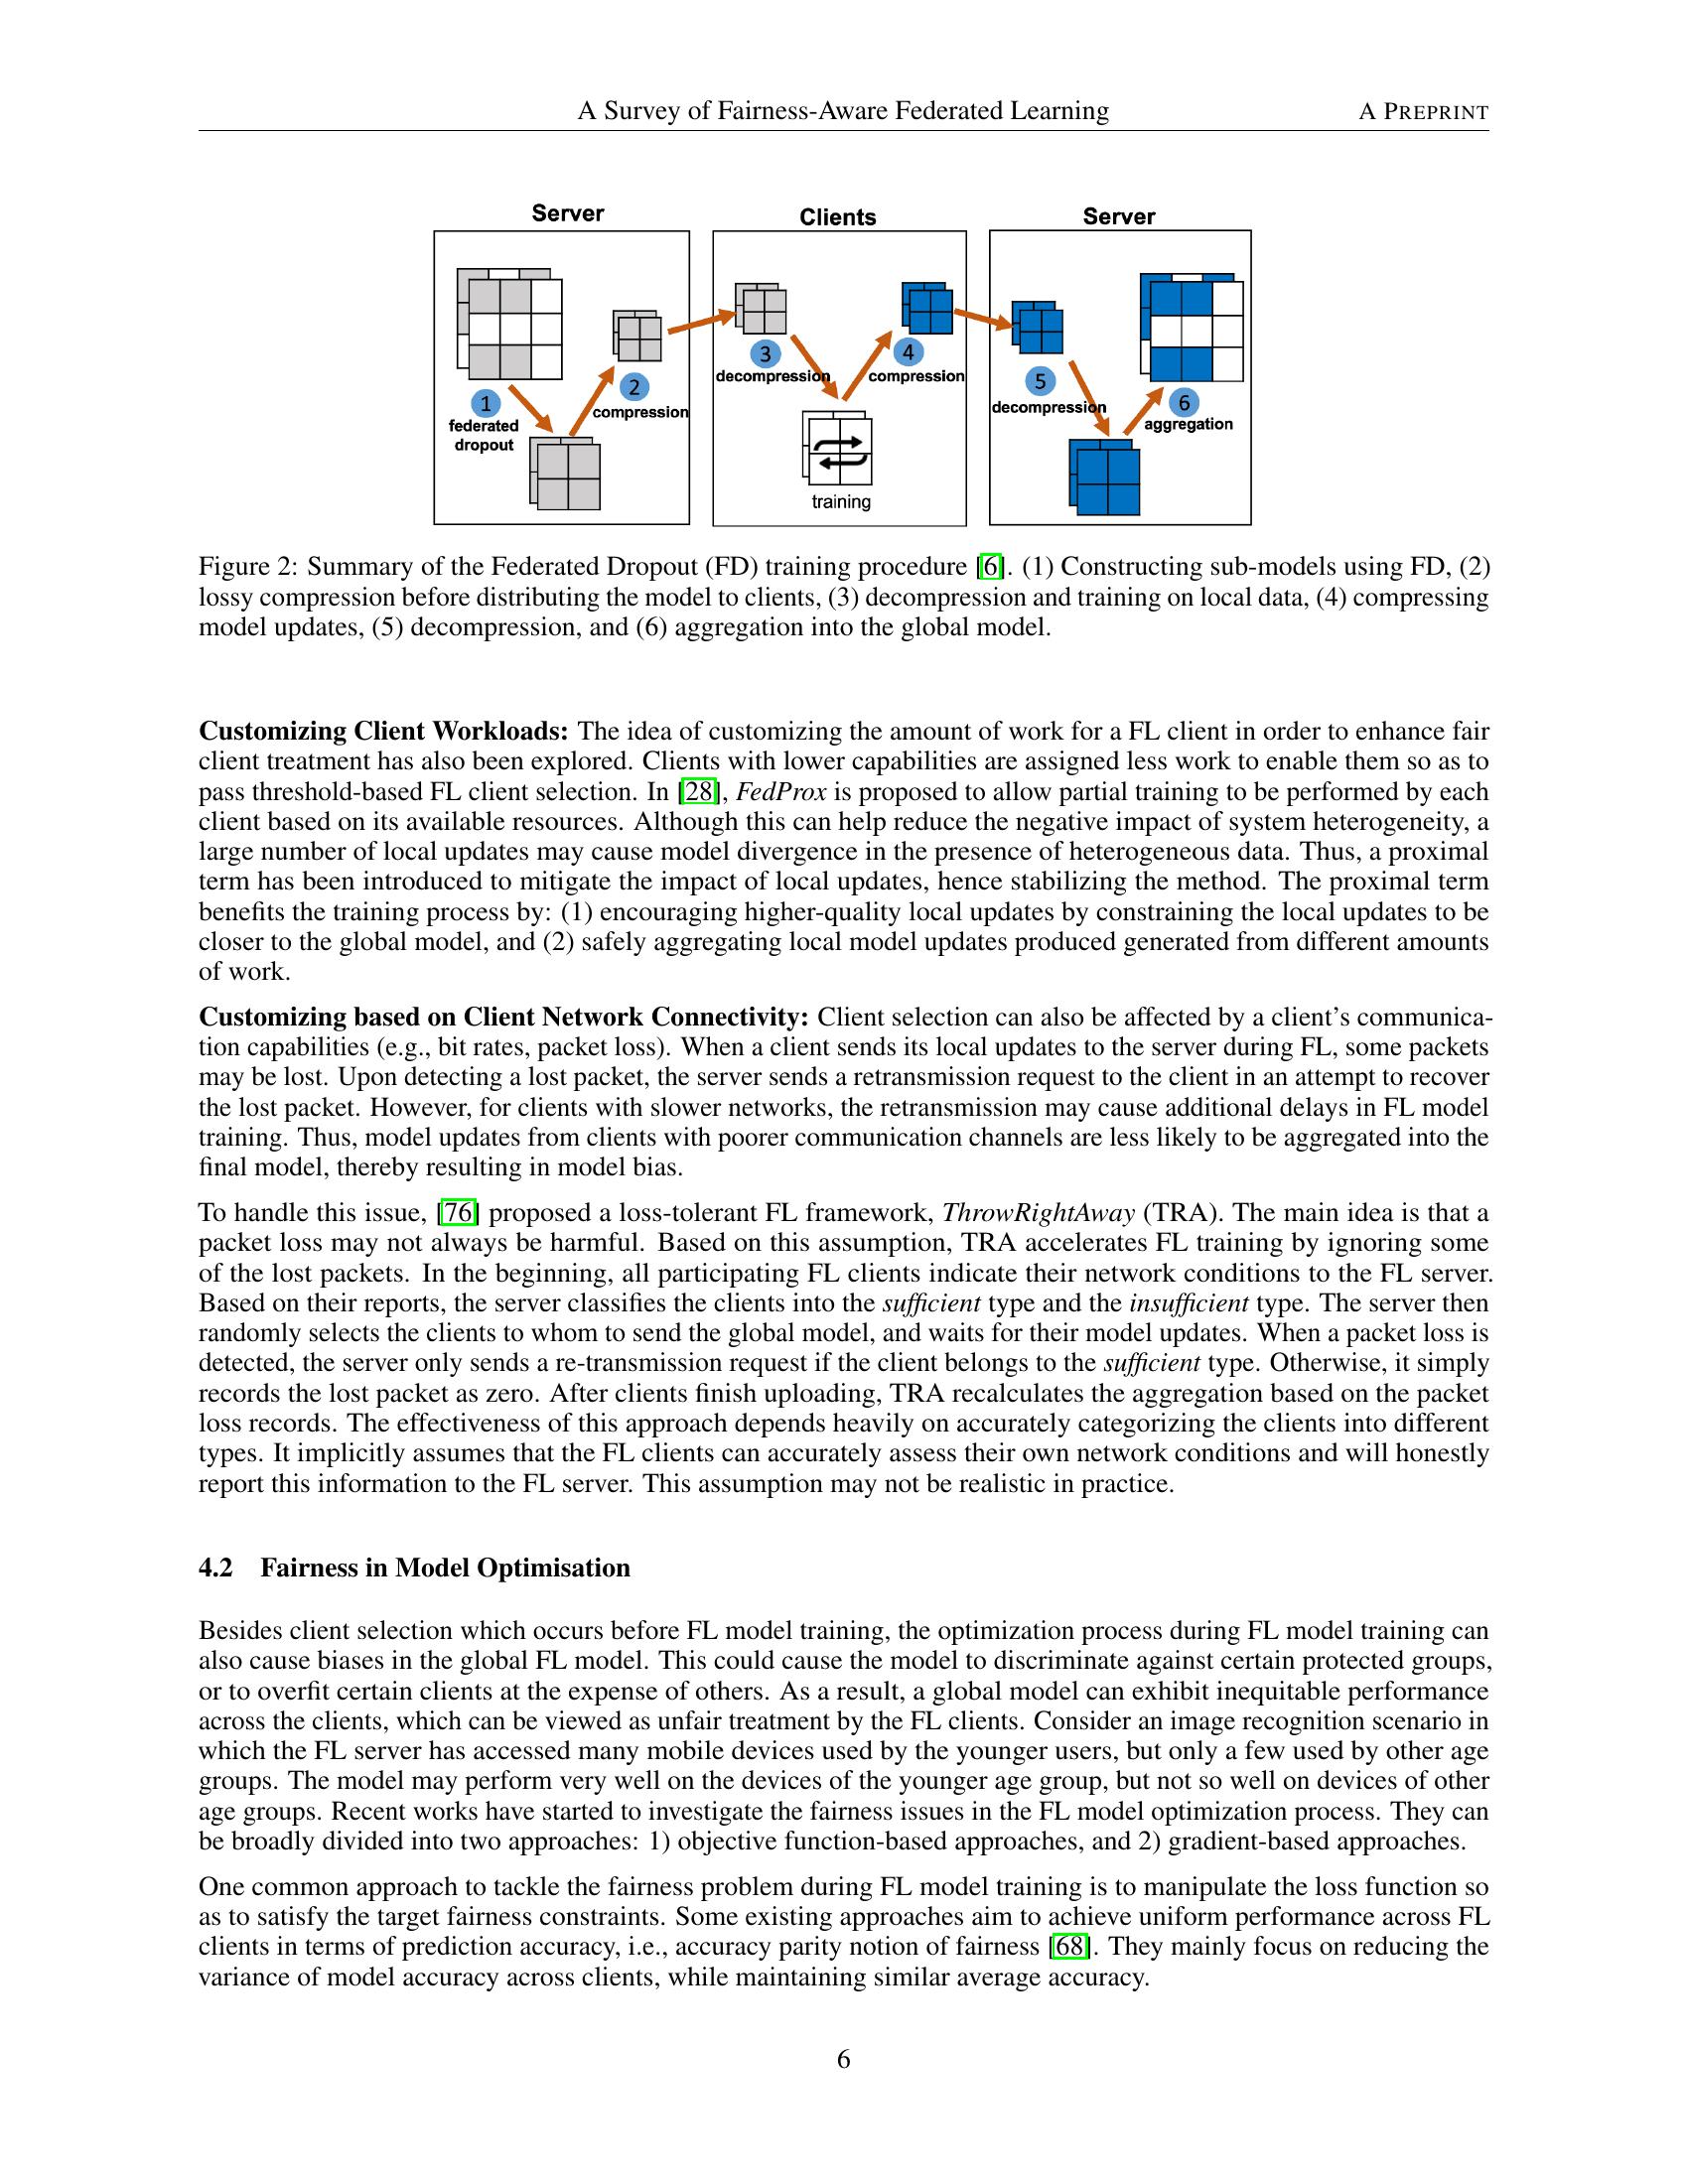 A Survey of Fairness-Aware Federated Learning
A PREPRINT
Server
Clients
Server
1
federated
dropout
2
compression
3
decompression
4
compression
training
5
decompression
6
aggregation
Figure 2: Summary of the Federated Dropout (FD) training procedure [6]. (1) Constructing sub-models using FD, (2)
lossy compression before distributing the model to clients, (3) decompression and training on local data, (4) compressing
model updates, (5) decompression, and (6) aggregation into the global model.
Customizing Client Workloads: The idea of customizing the amount of work for a FL client in order to enhance fair
client treatment has also been explored. Clients with lower capabilities are assigned less work to enable them so as to
pass threshold-based FL client selection. In [28], FedProx is proposed to allow partial training to be performed by each
client based on its available resources. Although this can help reduce the negative impact of system heterogeneity, a
large number of local updates may cause model divergence in the presence of heterogeneous data. Thus, a proximal
term has been introduced to mitigate the impact of local updates, hence stabilizing the method. The proximal term
benefits the training process by: (1) encouraging higher-quality local updates by constraining the local updates to be
closer to the global model, and (2) safely aggregating local model updates produced generated from different amounts
of work.
Customizing based on Client Network Connectivity: Client selection can also be affected by a client's communica-
tion capabilities (e.g., bit rates, packet loss). When a client sends its local updates to the server during FL, some packets
may be lost. Upon detecting a lost packet, the server sends a retransmission request to the client in an attempt to recover
the lost packet. However, for clients with slower networks, the retransmission may cause additional delays in FL model
training. Thus, model updates from clients with poorer communication channels are less likely to be aggregated into the
final model, thereby resulting in model bias.
To handle this issue, [76] proposed a loss-tolerant FL framework, ThrowRightAway (TRA). The main idea is that a
packet loss may not always be harmful. Based on this assumption, TRA accelerates FL training by ignoring some
of the lost packets. In the beginning, all participating FL clients indicate their network conditions to the FL server.
Based on their reports, the server classifies the clients into the sufficient type and the insufficient type. The server then
randomly selects the clients to whom to send the global model, and waits for their model updates. When a packet loss is
detected, the server only sends a re-transmission request if the client belongs to the sufficient type. Otherwise, it simply
records the lost packet as zero. After clients finish uploading, TRA recalculates the aggregation based on the packet
loss records. The effectiveness of this approach depends heavily on accurately categorizing the clients into different
types. It implicitly assumes that the FL clients can accurately assess their own network conditions and will honestly
report this information to the FL server. This assumption may not be realistic in practice.
4.2 Fairness in Model Optimisation
Besides client selection which occurs before FL model training, the optimization process during FL model training can
also cause biases in the global FL model. This could cause the model to discriminate against certain protected groups,
or to overfit certain clients at the expense of others. As a result, a global model can exhibit inequitable performance
across the clients, which can be viewed as unfair treatment by the FL clients. Consider an image recognition scenario in
which the FL server has accessed many mobile devices used by the younger users, but only a few used by other age
groups. The model may perform very well on the devices of the younger age group, but not so well on devices of other
age groups. Recent works have started to investigate the fairness issues in the FL model optimization process. They can
be broadly divided into two approaches: 1) objective function-based approaches, and 2) gradient-based approaches.
One common approach to tackle the fairness problem during FL model training is to manipulate the loss function so
as to satisfy the target fairness constraints. Some existing approaches aim to achieve uniform performance across FL
clients in terms of prediction accuracy, i.e., accuracy parity notion of fairness [68]. They mainly focus on reducing the
variance of model accuracy across clients, while maintaining similar average accuracy.
6